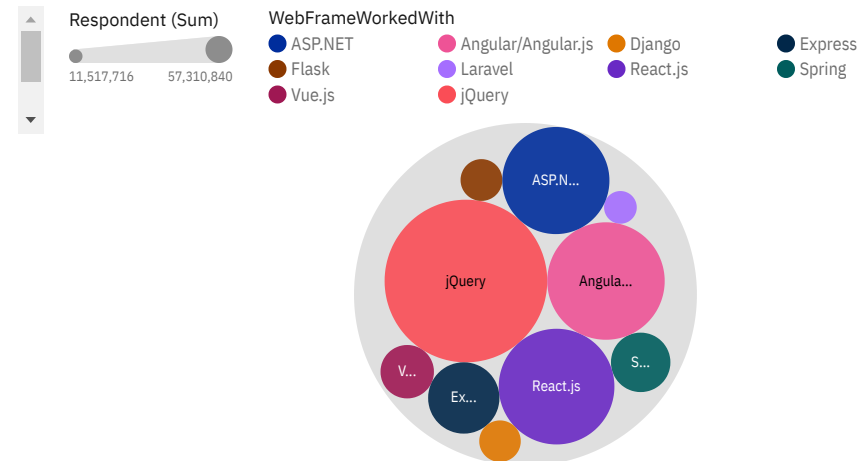 Respondent (Sum)
11,517,716 57,310,840
WebFrameWorkedWith
ASP.NET Angular/Angular.js Django Express
Flask Laravel React.js Spring
Vue.js jQuery
ASP.N...
jQuery
Angula...
V...
Ex...
React.js
S...